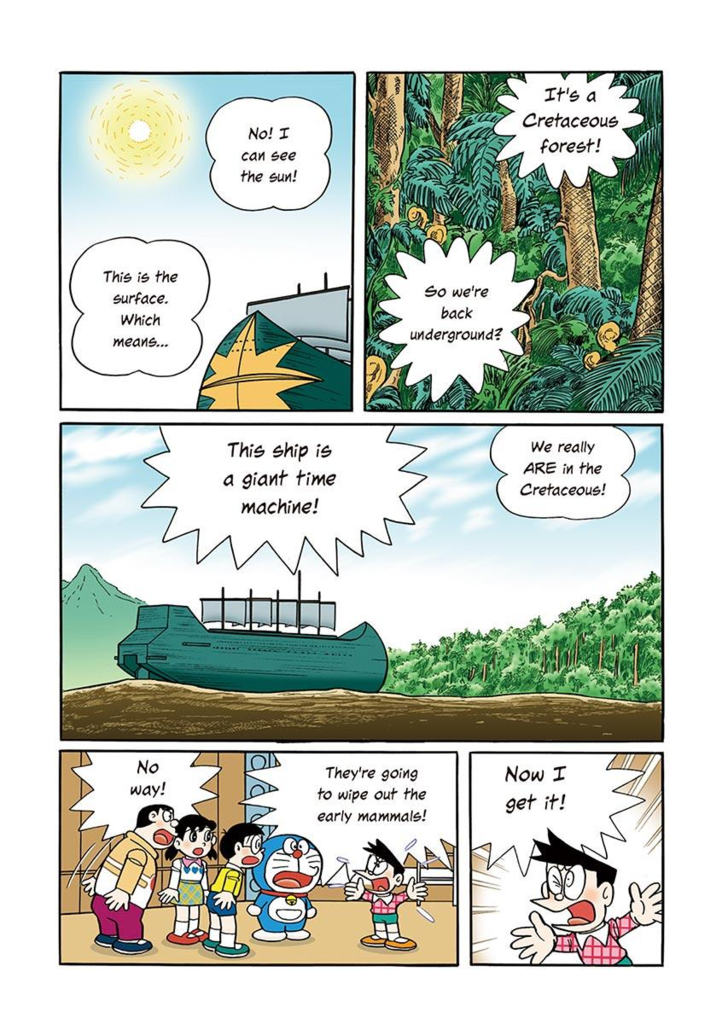 It's a
Cretaceous
forest!
So we're
back
underground?
No! I
can see
the sun!
This is the
surface.
Which
means...
We really
ARE in the
Cretaceous!
This ship is
a giant time
machine!
Now I
get it!
They're going
to wipe out the
early mammals!
No
way!